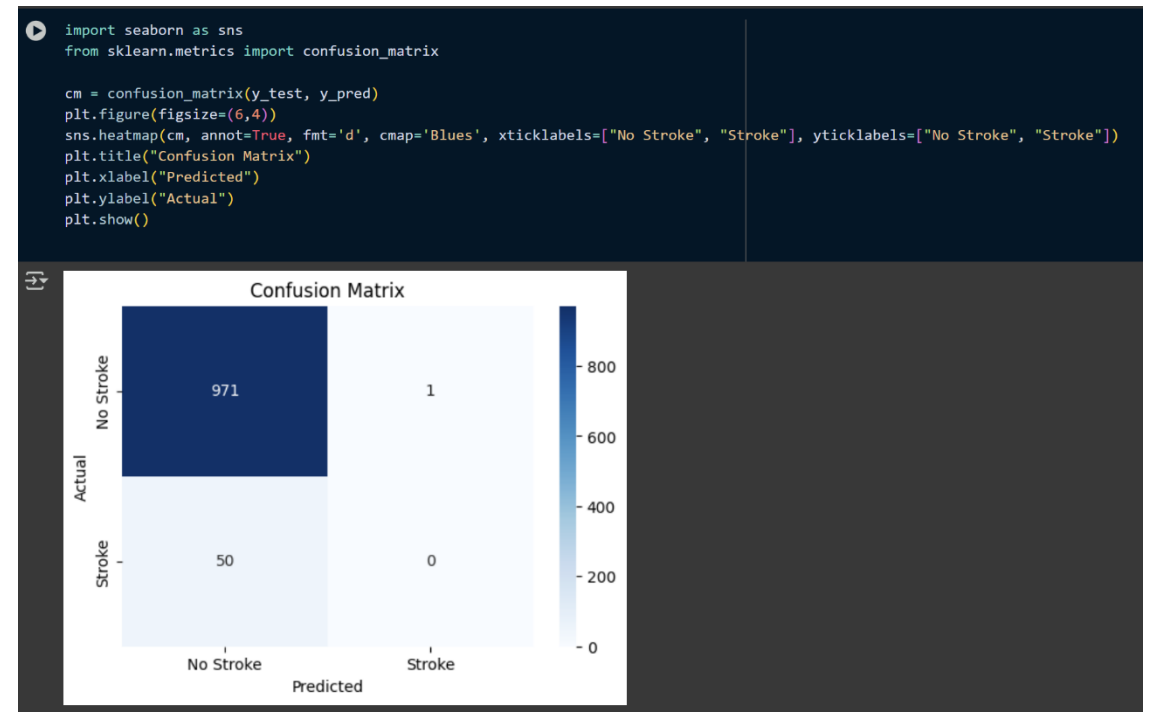 import seaborn as sns
from sklearn.metrics import confusion_matrix
cm = confusion_matrix(y_test, y_pred)
plt.figure(figsize=(6,4))
sns.heatmap(cm, annot=True, fmt='d', cmap='Blues', xticklabels=["No Stroke", "Stroke"], yticklabels=["No Stroke", "Stroke"])
plt.title("Confusion Matrix")
plt.xlabel("Predicted")
plt.ylabel("Actual")
plt.show()
Confusion Matrix
Actual
No Stroke
971
1
Stroke
50
0
No Stroke
Stroke
Predicted
800
600
400
200
0